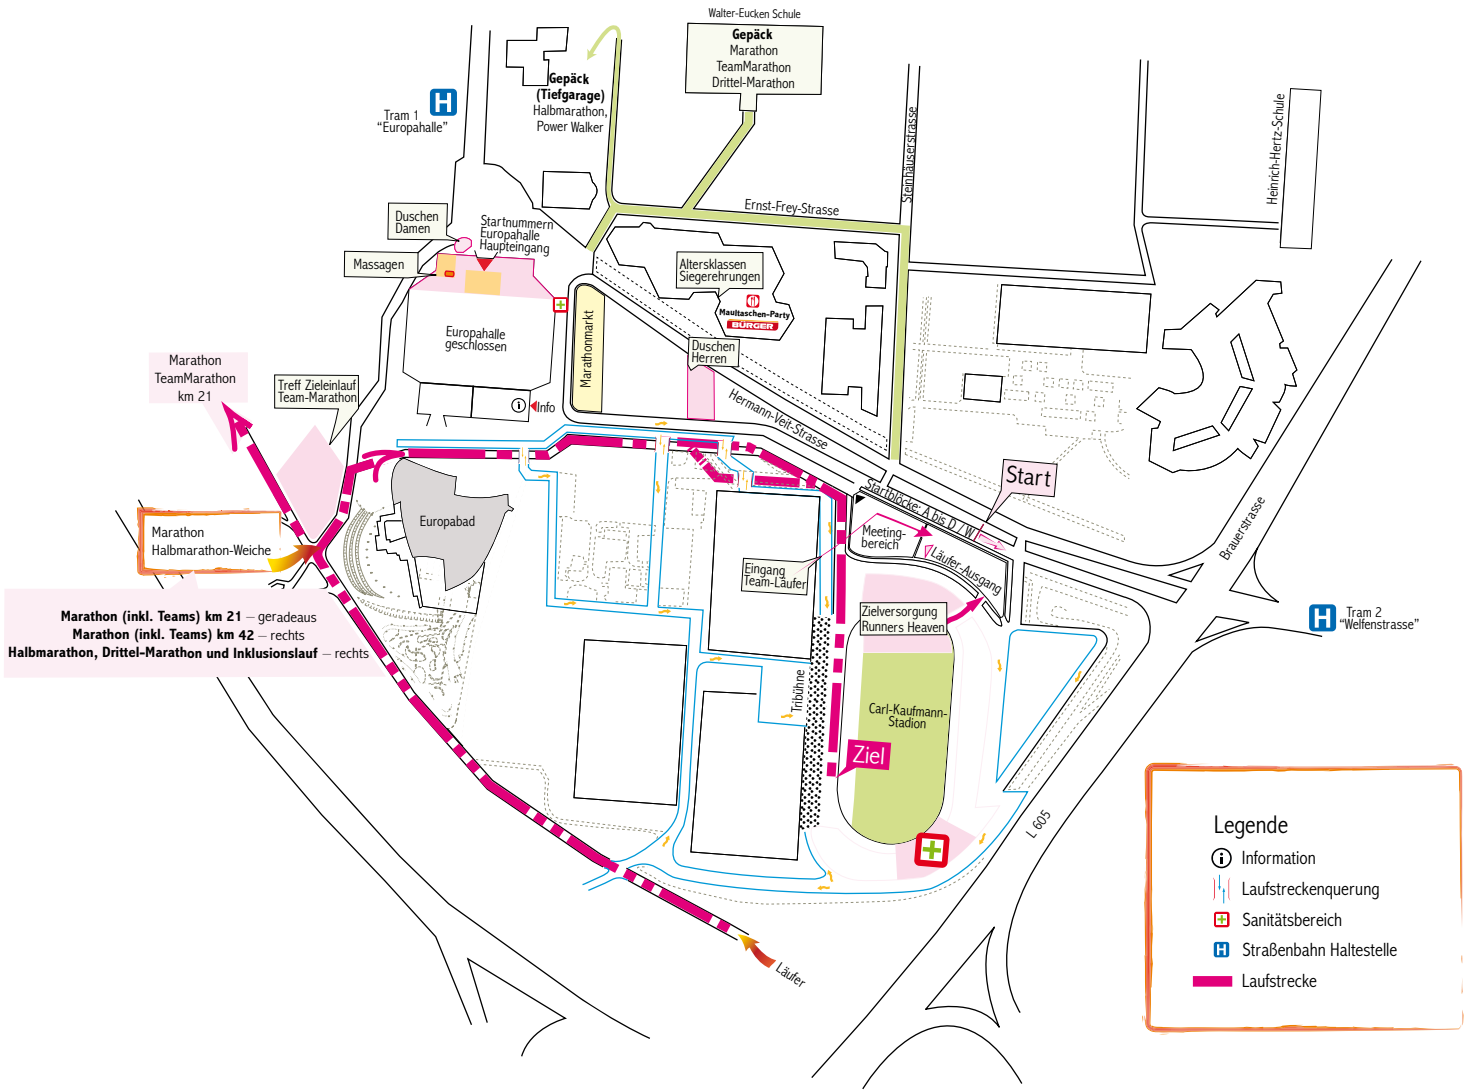 Walter-Eucken Schule
Gepäck
Marathon
TeamMarathon
Drittel-Marathon
Gepäck
(Tiefgarage)
Halbmarathon,
Power Walker
H
Tram 1
“Europahalle”
Steinhäuserstrasse
Heinrich-Hertz-Schule
Ernst-Frey-Strasse
Duschen
Damen
Startnummern
Europahalle
Haupteingang
Massagen
Altersklassen
Siegerehrungen
Maultaschen-Party
BÜRGER
Europahalle
geschlossen
Marathonmarkt
Duschen
Herren
i
Info
Hermann-Veit-Strasse
Marathon
TeamMarathon
km 21
Treff Zieleinlauf
Team-Marathon
Start
Startblöcke: A bis D / W
Meeting-
bereich
Läufer-Ausgang
Brauerstrasse
Europabad
Marathon
Halbmarathon-Weiche
Eingang
Team-Läufer
Zielversorgung
Runners Heaven
H
Tram 2
“Welfenstrasse”
Marathon (inkl. Teams) km 21 – geradeaus
Marathon (inkl. Teams) km 42 – rechts
Halbmarathon, Drittel-Marathon und Inklusionslauf – rechts
Tribühne
Carl-Kaufmann-
Stadion
Ziel
L 605
Läufer
Legende
i Information
Laufstreckenquerung
Sanitätsbereich
H Straßenbahn Haltestelle
Laufstrecke